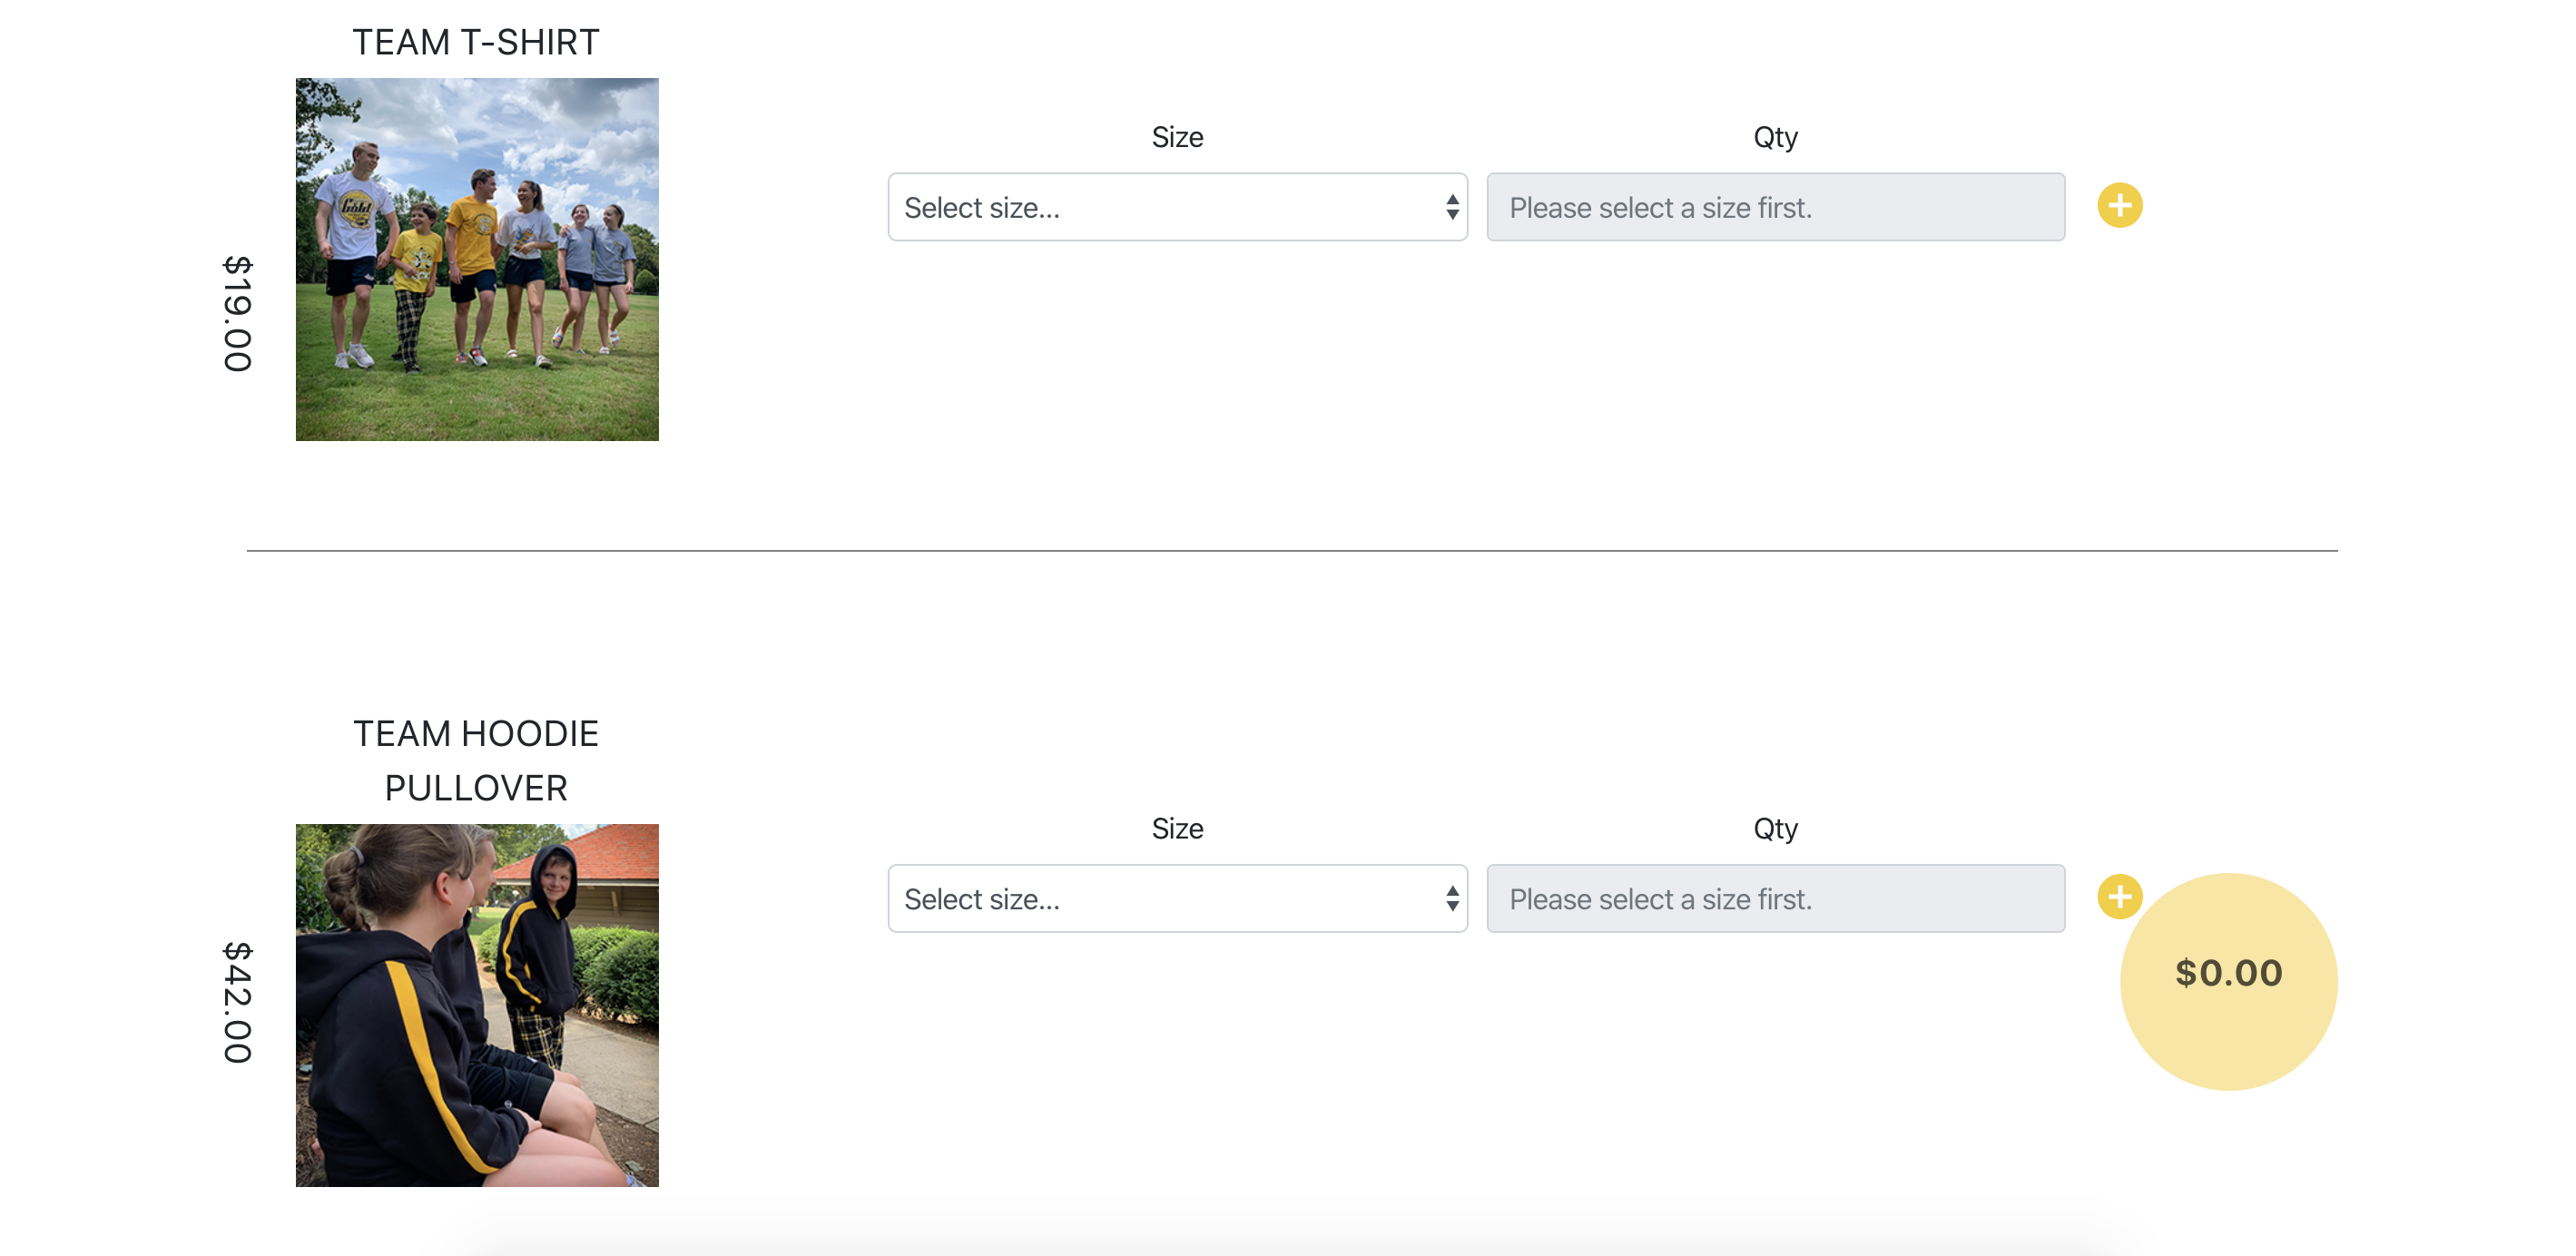 TEAM T-SHIRT
$19.00
Gold
Size
Qty
Select size...
Please select a size first.
TEAM HOODIE
PULLOVER
$42.00
Size
Qty
Select size...
Please select a size first.
$0.00